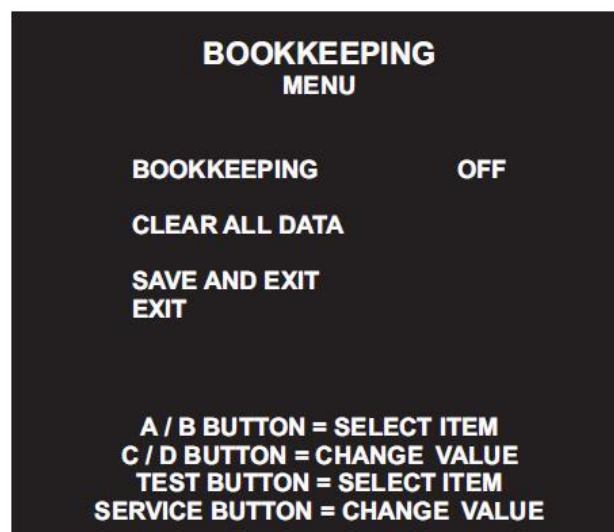 BOOKKEEPING
MENU
BOOKKEEPING OFF
CLEAR ALL DATA
SAVE AND EXIT
EXIT
A / B BUTTON = SELECT ITEM
C / D BUTTON = CHANGE VALUE
TEST BUTTON = SELECT ITEM
SERVICE BUTTON = CHANGE VALUE